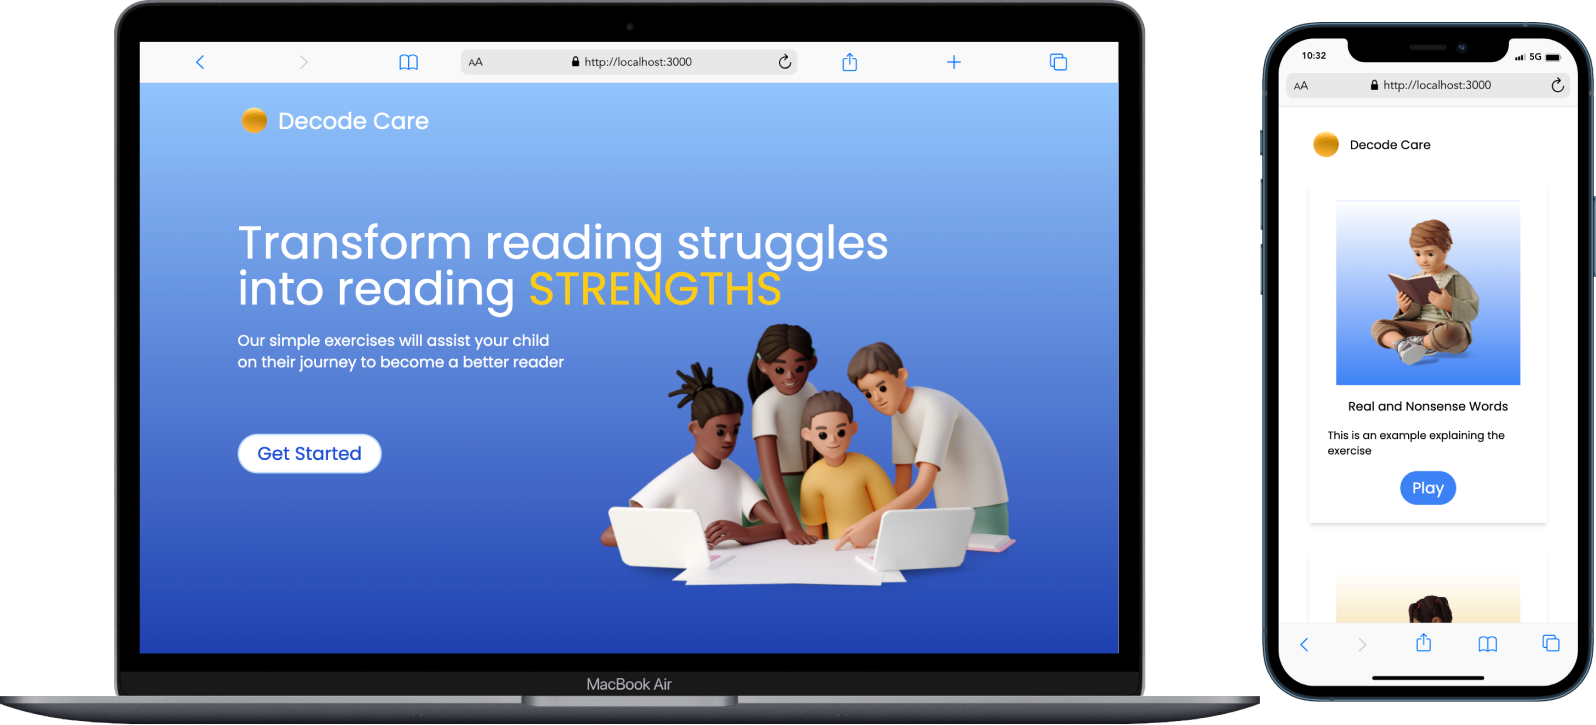 AA
http://localhost:3000
Decode Care
Transform reading struggles
into reading STRENGTHS
Our simple exercises will assist your child
on their journey to become a better reader
Get Started
MacBook Air
10:32
5G
AA
http://localhost:3000
Decode Care
Real and Nonsense Words
This is an example explaining the
exercise
Play